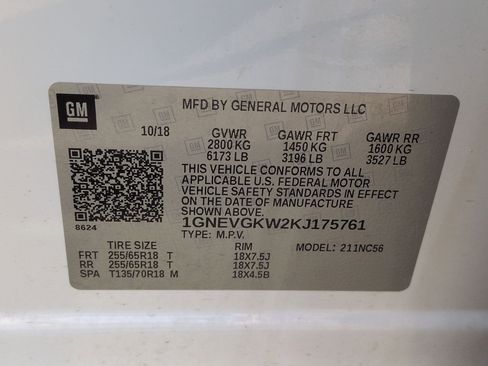 GM
MFD BY GENERAL MOTORS LLC
10/18 GVWR GAWR FRT GAWR RR
2800 KG 1450 KG 1600 KG
6173 LB 3196 LB 3527 LB
THIS VEHICLE CONFORMS TO ALL
APPLICABLE U.S. FEDERAL MOTOR
VEHICLE SAFETY STANDARDS IN EFFECT
ON THE DATE OF MANUFACTURE
SHOWN ABOVE
8624 1GNEVGKW2KJ175761
TYPE: M.P.V. MODEL: 211NC56
TIRE SIZE RIM
FRT 255/65R18 T 18X7.5J
RR 255/65R18 T 18X7.5J
SPA T135/70R18 M 18X4.5B